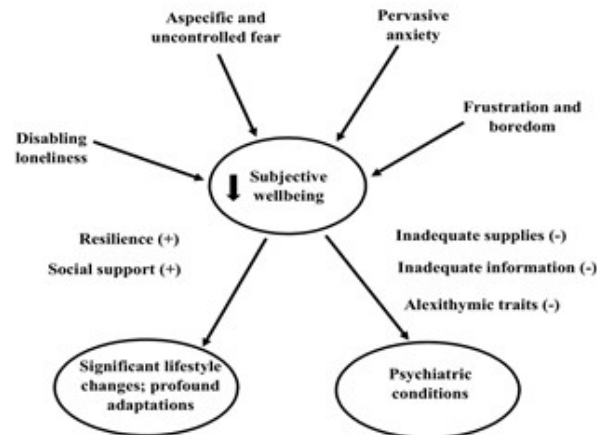 Aspecific and
uncontrolled fear
Pervasive
anxiety
Frustration and
boredom
Disabling
loneliness
Subjective
wellbeing
Resilience (+)
Social support (+)
Inadequate supplies (-)
Inadequate information (-)
Alexithymic traits (-)
Significant lifestyle
changes; profound
adaptations
Psychiatric
conditions